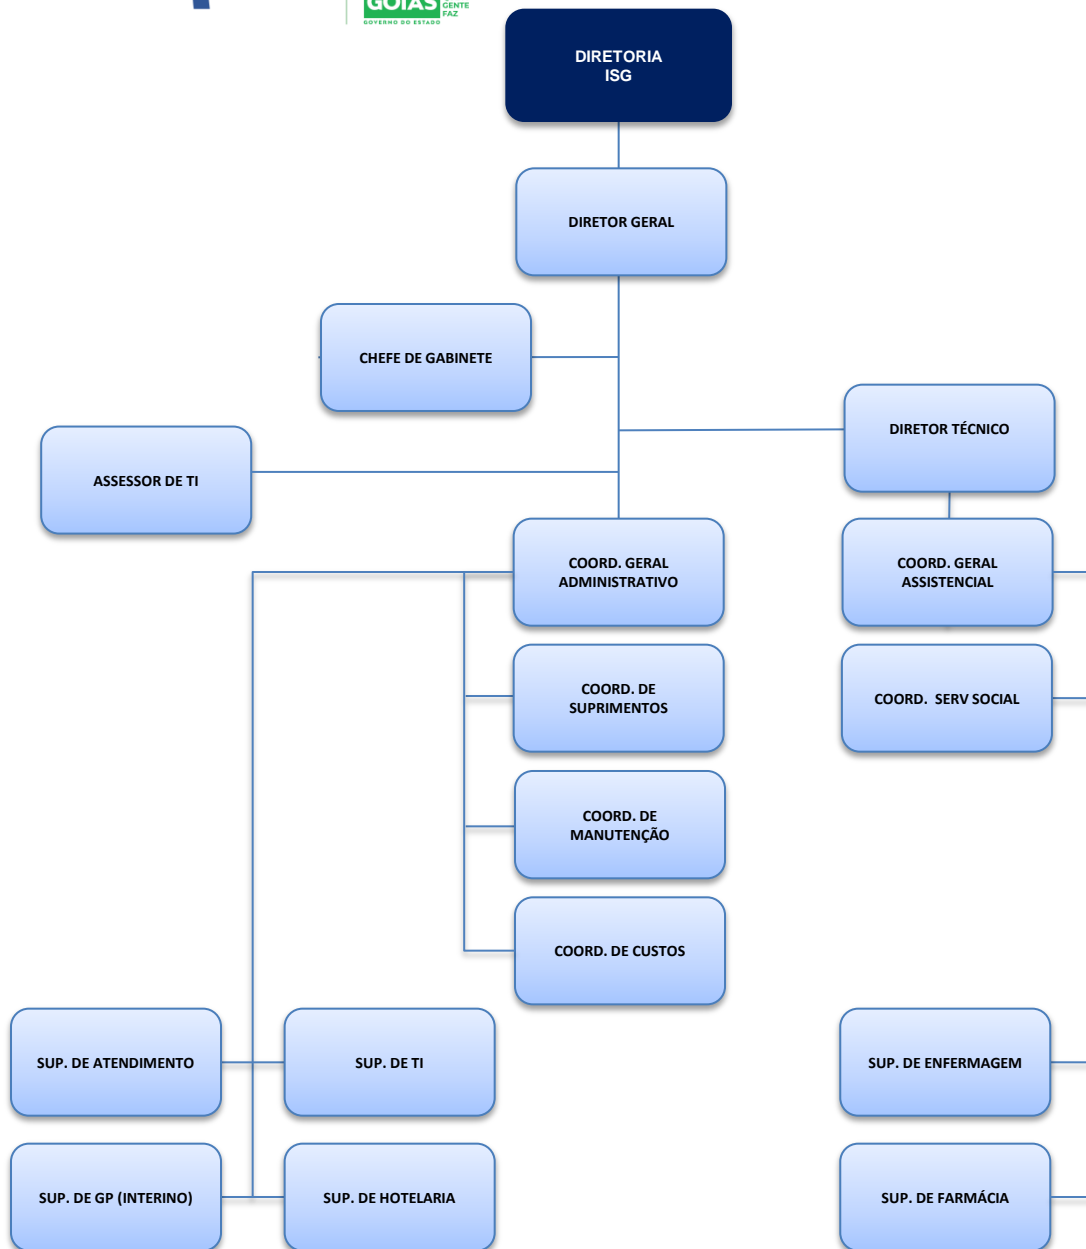 GOIÁS
GENTE
FAZ
GOVERNO DO ESTADO
DIRETORIA
ISG
DIRETOR GERAL
CHEFE DE GABINETE
DIRETOR TÉCNICO
ASSESSOR DE TI
COORD. GERAL
ADMINISTRATIVO
COORD. GERAL
ASSISTENCIAL
COORD. DE
SUPRIMENTOS
COORD.  SERV SOCIAL
COORD. DE
MANUTENÇÃO
COORD. DE CUSTOS
SUP. DE ATENDIMENTO
SUP. DE TI
SUP. DE ENFERMAGEM
SUP. DE GP (INTERINO)
SUP. DE HOTELARIA
SUP. DE FARMÁCIA